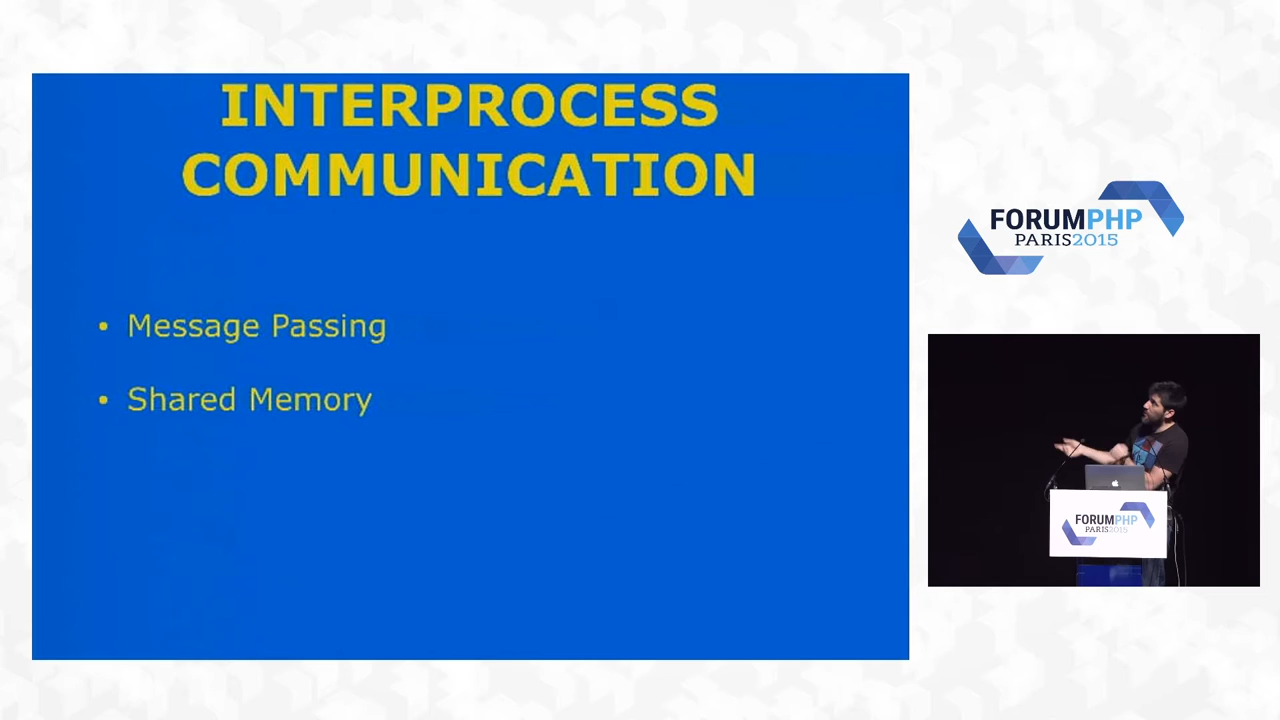 INTERPROCESS
COMMUNICATION
• Message Passing
• Shared Memory
FORUMPHP
PARIS2015
FORUMPHP
PARIS2015